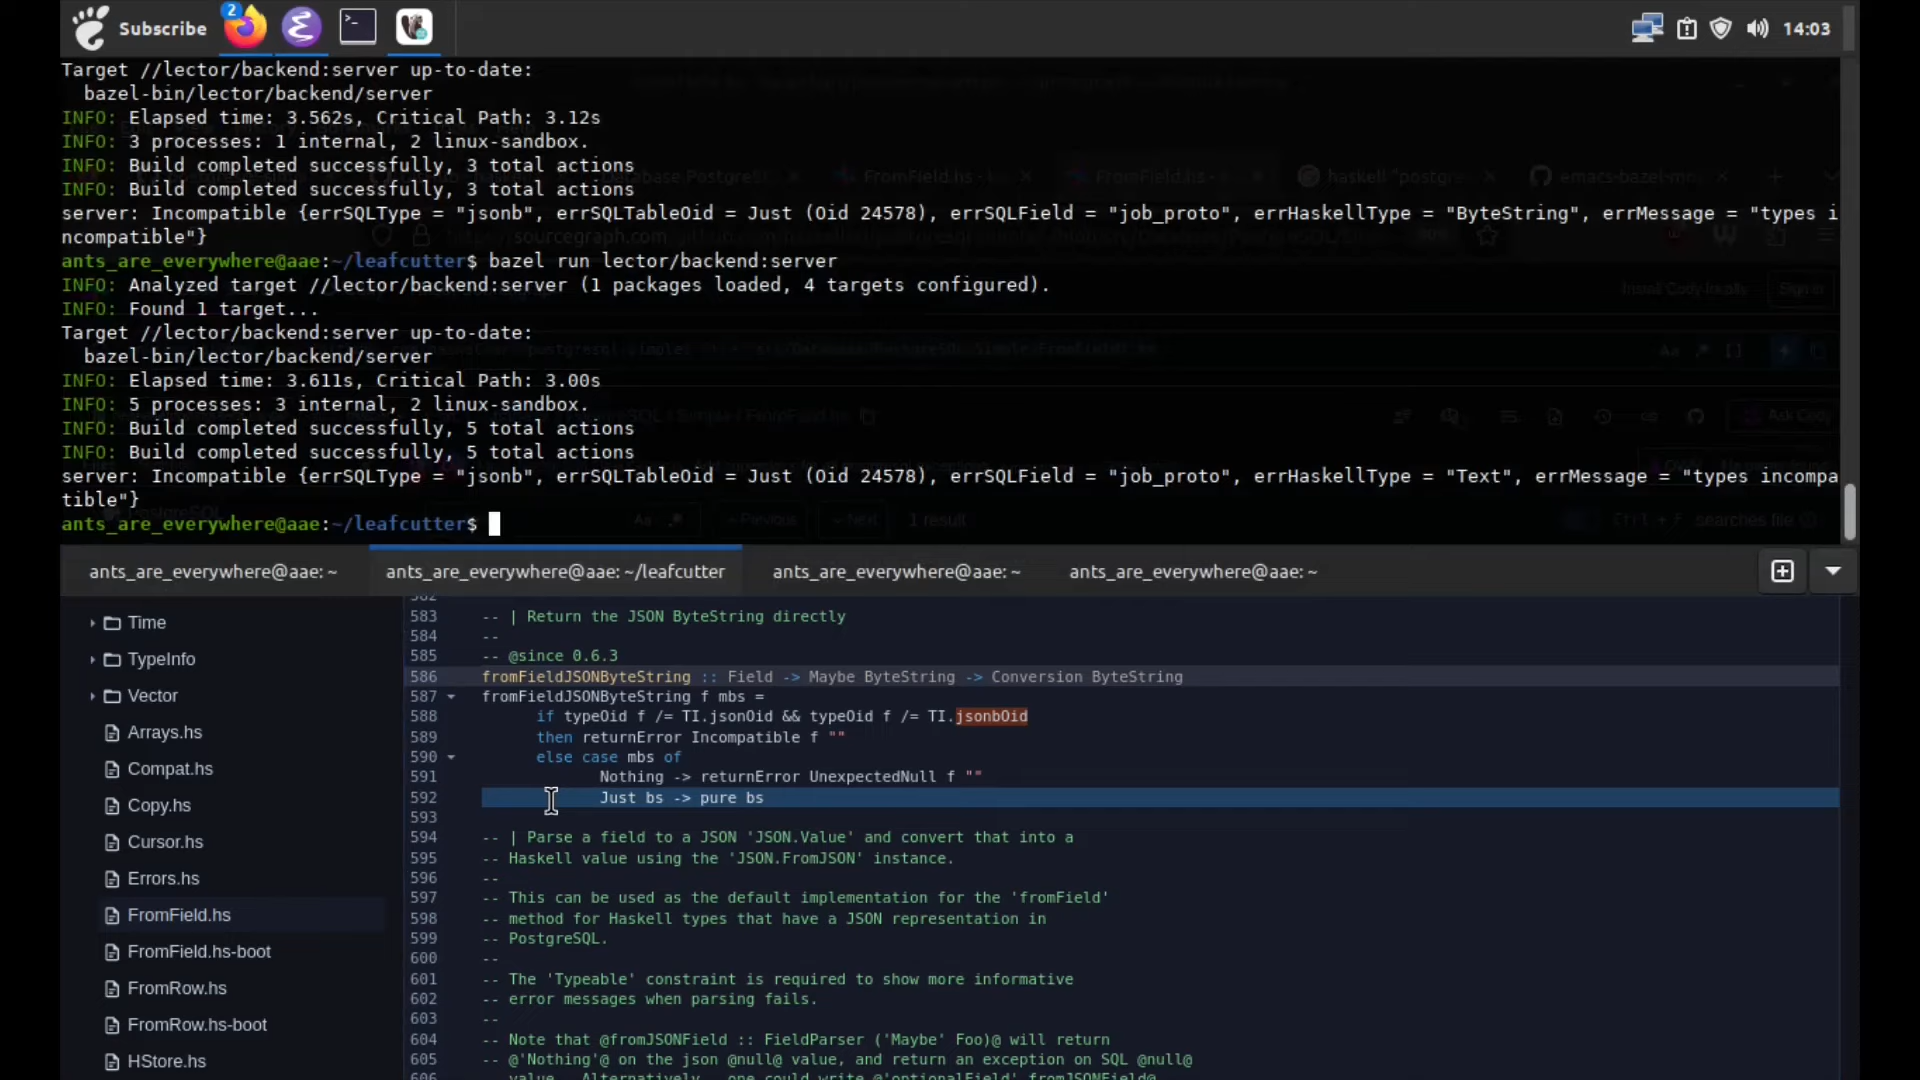 Subscribe
2
14:03
Target //lector/backend:server up-to-date:
bazel-bin/lector/backend/server
INFO: Elapsed time: 3.562s, Critical Path: 3.12s
INFO: 3 processes: 1 internal, 2 linux-sandbox.
INFO: Build completed successfully, 3 total actions
INFO: Build completed successfully, 3 total actions
server: Incompatible {errSQLType = "jsonb", errSQLTableOid = Just (Oid 24578), errSQLField = "job_proto", errHaskellType = "ByteString", errMessage = "types i
ncompatible"}
ants_are_everywhere@aae:~/leafcutter$ bazel run lector/backend:server
INFO: Analyzed target //lector/backend:server (1 packages loaded, 4 targets configured).
INFO: Found 1 target...
Target //lector/backend:server up-to-date:
bazel-bin/lector/backend/server
INFO: Elapsed time: 3.611s, Critical Path: 3.00s
INFO: 5 processes: 3 internal, 2 linux-sandbox.
INFO: Build completed successfully, 5 total actions
INFO: Build completed successfully, 5 total actions
server: Incompatible {errSQLType = "jsonb", errSQLTableOid = Just (Oid 24578), errSQLField = "job_proto", errHaskellType = "Text", errMessage = "types incompa
tible"}
ants_are_everywhere@aae:~/leafcutter$
ants_are_everywhere@aae: ~ ants_are_everywhere@aae: ~/leafcutter ants_are_everywhere@aae: ~ ants_are_everywhere@aae: ~
Time
TypeInfo
Vector
Arrays.hs
Compat.hs
Copy.hs
Cursor.hs
Errors.hs
FromField.hs
FromField.hs-boot
FromRow.hs
FromRow.hs-boot
HStore.hs
583 -- | Return the JSON ByteString directly
584 --
585 -- @since 0.6.3
586 fromFieldJSONByteString :: Field -> Maybe ByteString -> Conversion ByteString
587 fromFieldJSONByteString f mbs =
588 if typeOid f /= TI.jsonOid && typeOid f /= TI.jsonbOid
589 then returnError Incompatible f ""
590 else case mbs of
591 Nothing -> returnError UnexpectedNull f ""
592 Just bs -> pure bs
593
594 -- | Parse a field to a JSON 'JSON.Value' and convert that into a
595 -- Haskell value using the 'JSON.FromJSON' instance.
596 --
597 -- This can be used as the default implementation for the 'fromField'
598 -- method for Haskell types that have a JSON representation in
599 -- PostgreSQL.
600 --
601 -- The 'Typeable' constraint is required to show more informative
602 -- error messages when parsing fails.
603 --
604 -- Note that @fromJSONField :: FieldParser ('Maybe' Foo)@ will return
605 -- @'Nothing'@ on the json @null@ value, and return an exception on SQL @null@